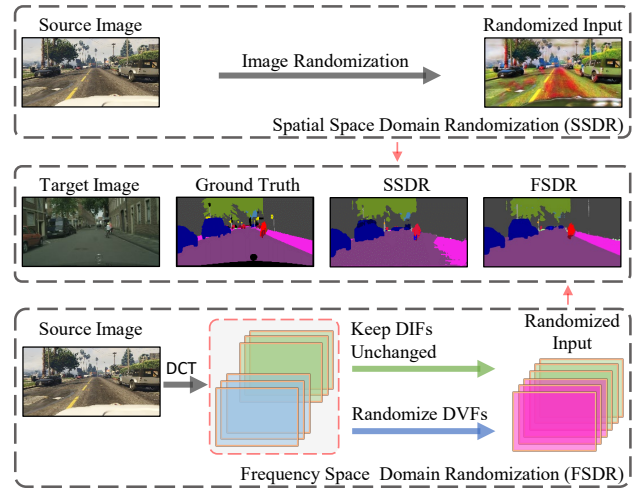 Source Image
Randomized Input
Image Randomization
Spatial Space Domain Randomization (SSDR)
Target Image
Ground Truth
SSDR
FSDR
Source Image
DCT
Keep DIFs
Unchanged
Randomize DVFs
Randomized
Input
Frequency Space Domain Randomization (FSDR)